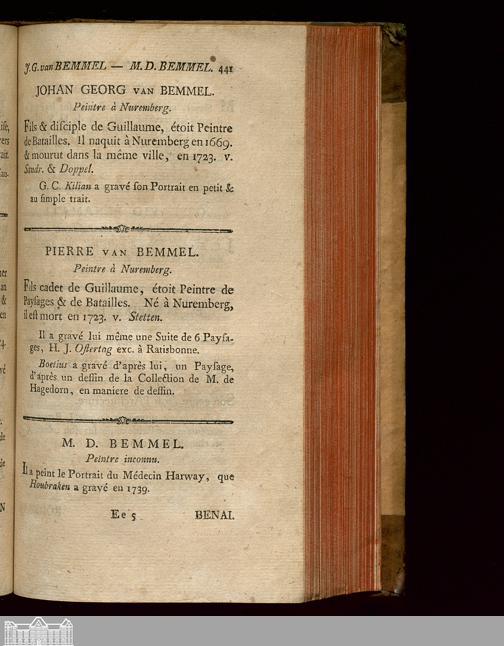 J. G. van BEMMEL — M. D. BEMMEL. 441
JOHAN GEORG VAN BEMMEL.
Peintre à Nuremberg.
Fils & disciple de Guillaume, étoit Peintre
de Batailles. Il naquit à Nuremberg en 1669.
& mourut dans la même ville, en 1723. v.
Sandr. & Doppel.
G. C. Kilian a gravé son Portrait en petit &
au simple trait.
PIERRE VAN BEMMEL.
Peintre à Nuremberg.
Fils cadet de Guillaume, étoit Peintre de
Paysages & de Batailles. Né à Nuremberg,
il est mort en 1723. v. Stetten.
Il a gravé lui même une Suite de 6 Paysa-
ges, H. J. Ostertag exc. à Ratisbonne.
Boetius a gravé d'après lui, un Paysage,
d'après un dessin de la Collection de M. de
Hagedorn, en maniere de dessin.
M. D. BEMMEL.
Peintre inconnu.
Il a peint le Portrait du Médecin Harway, que
Houbraken a gravé en 1739.
Ee 5 BENAI.